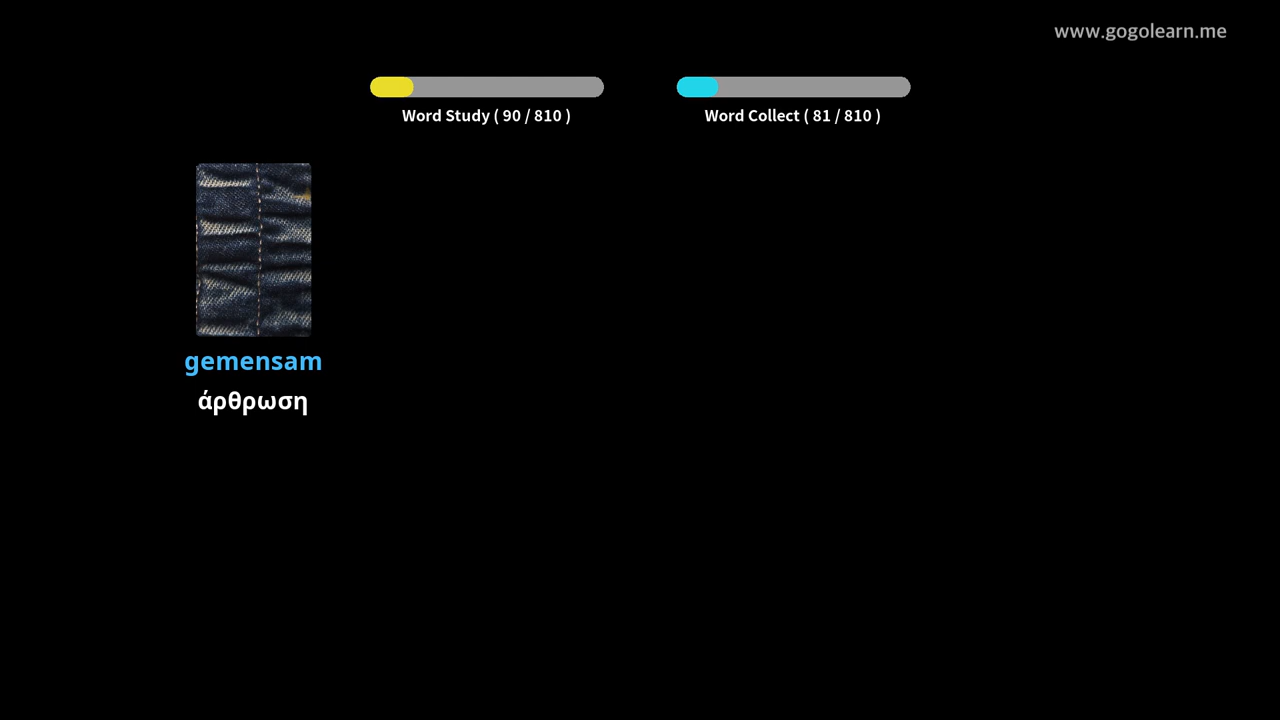 www.gogolearn.me
Word Study ( 90 / 810 )
Word Collect ( 81 / 810 )
gemensam
άρθρωση